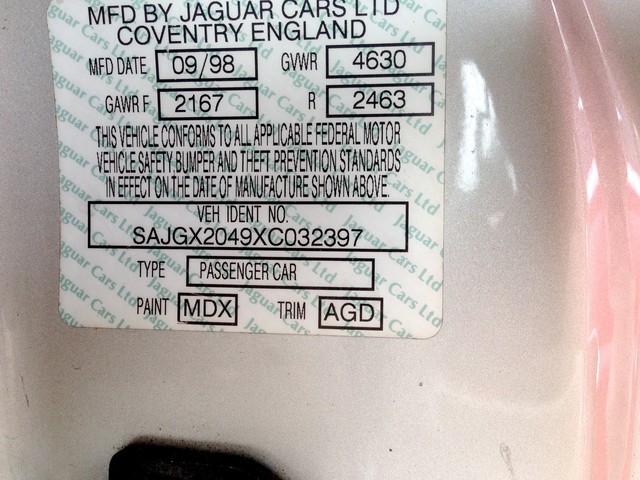 MFD BY JAGUAR CARS LTD
COVENTRY ENGLAND
MFD DATE 09/98 GVWR 4630
GAWR F 2167 R 2463
THIS VEHICLE CONFORMS TO ALL APPLICABLE FEDERAL MOTOR
VEHICLE SAFETY BUMPER AND THEFT PREVENTION STANDARDS
IN EFFECT ON THE DATE OF MANUFACTURE SHOWN ABOVE.
VEH IDENT NO.
SAJGX2049XC032397
TYPE PASSENGER CAR
PAINT MDX TRIM AGD